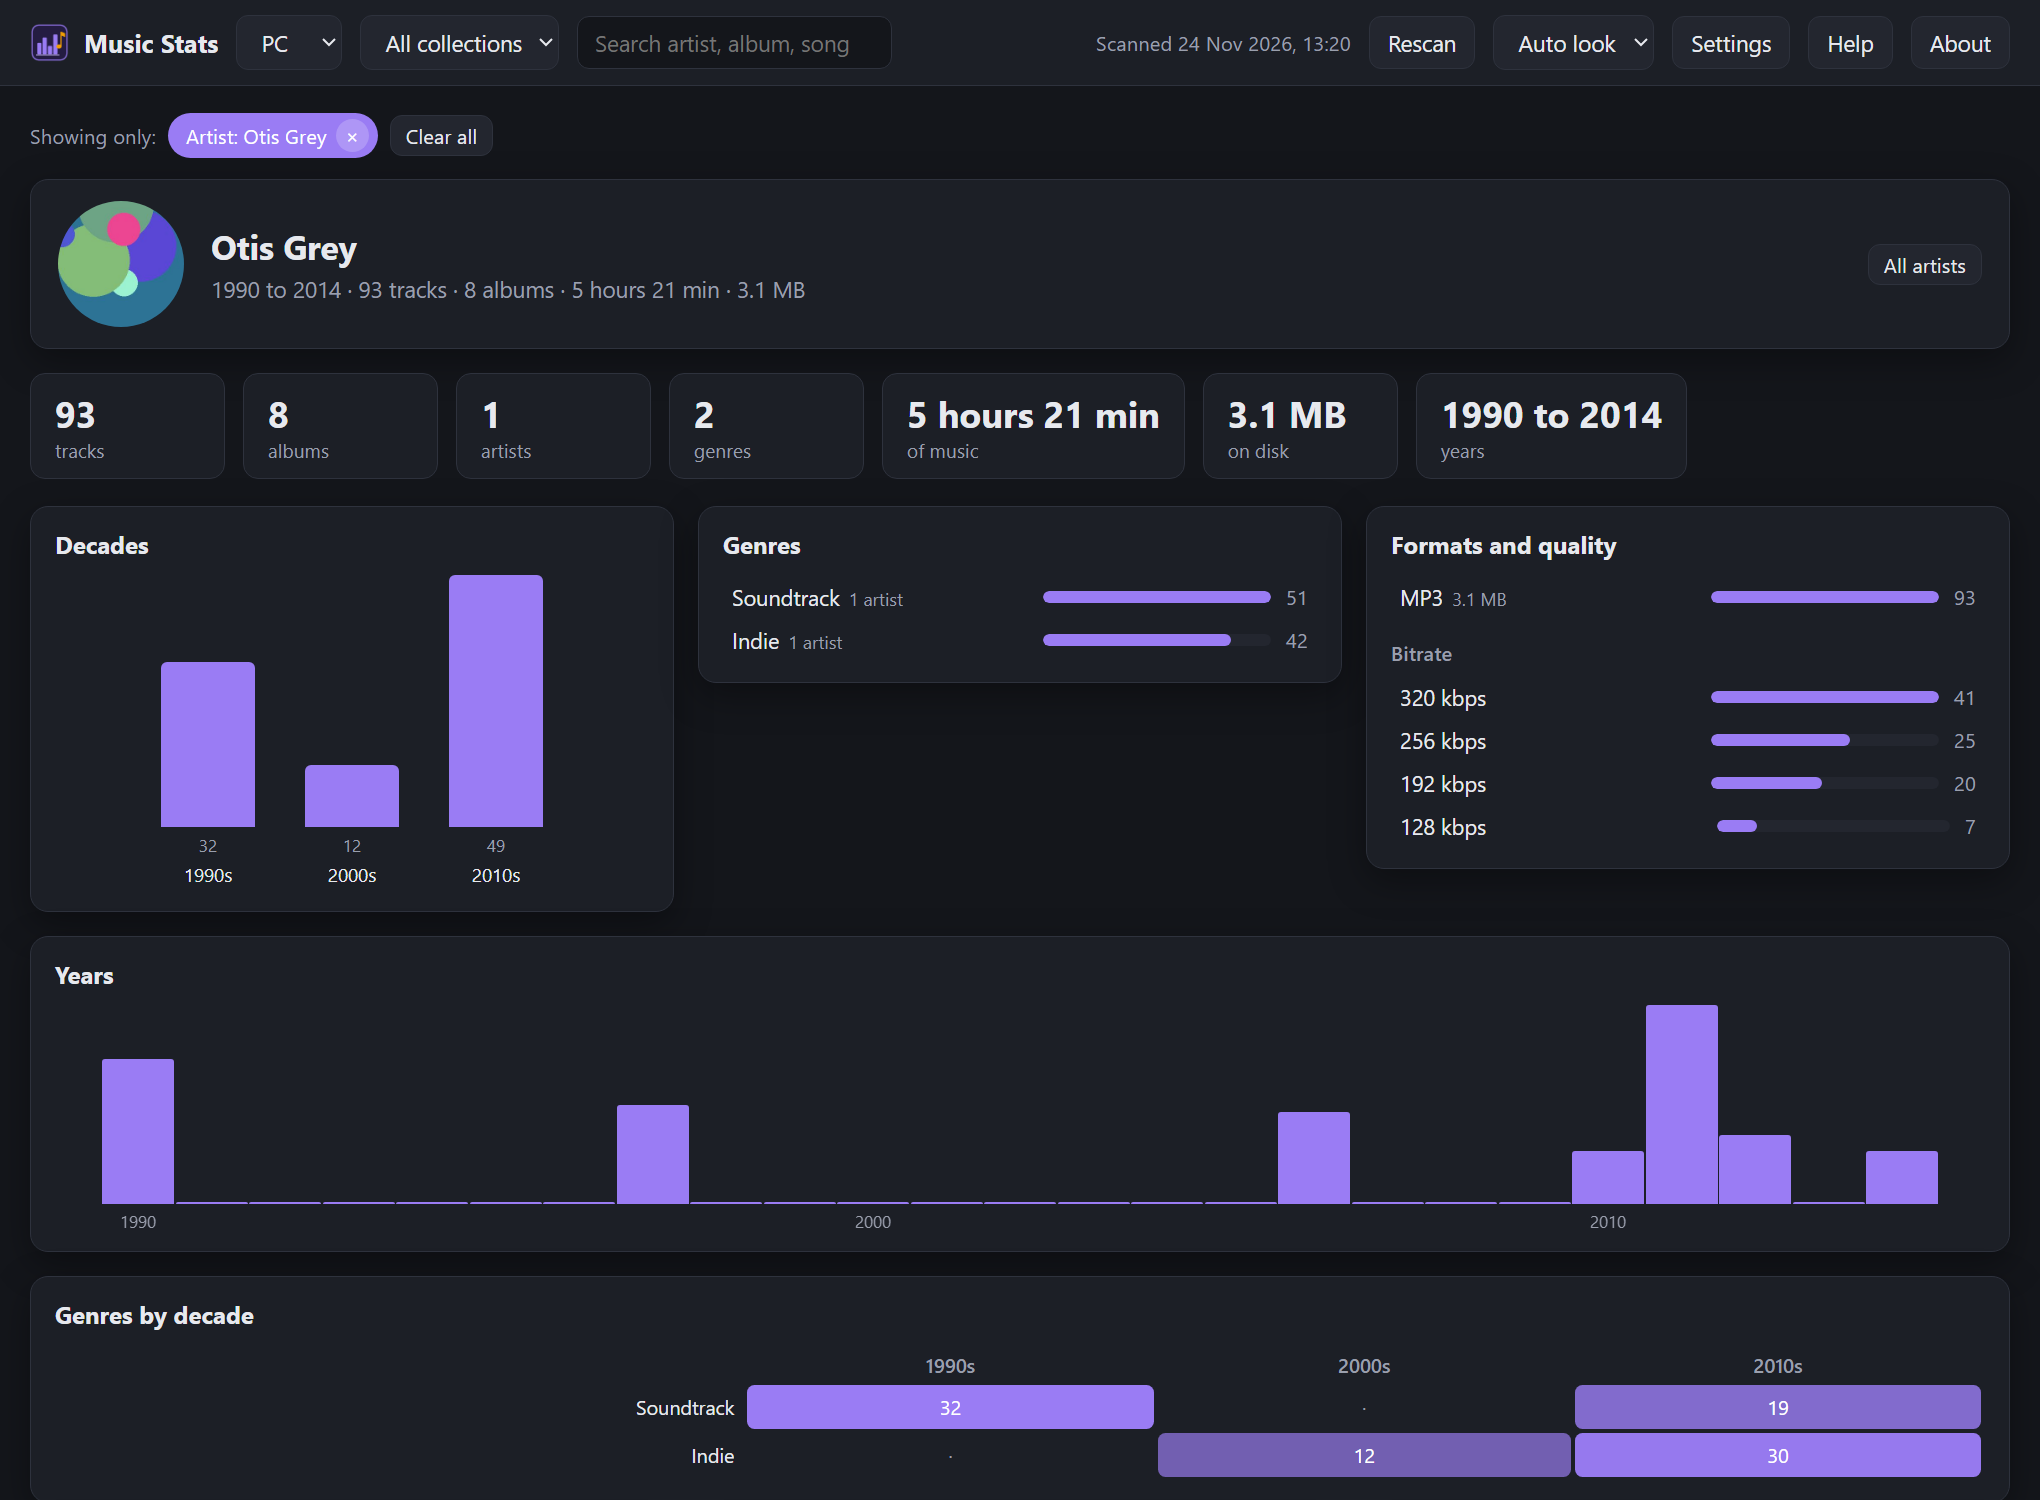 Music Stats
PC
All collections
Search artist, album, song
Scanned 24 Nov 2026, 13:20
Rescan
Auto look
Settings
Help
About
Showing only:
Artist: Otis Grey ×
Clear all
Otis Grey
1990 to 2014 · 93 tracks · 8 albums · 5 hours 21 min · 3.1 MB
All artists
93
tracks
8
albums
1
artists
2
genres
5 hours 21 min
of music
3.1 MB
on disk
1990 to 2014
years
Decades
32
1990s
12
2000s
49
2010s
Genres
Soundtrack 1 artist 51
Indie 1 artist 42
Formats and quality
MP3 3.1 MB 93
Bitrate
320 kbps 41
256 kbps 25
192 kbps 20
128 kbps 7
Years
1990
2000
2010
Genres by decade
1990s 2000s 2010s
Soundtrack 32 · 19
Indie · 12 30